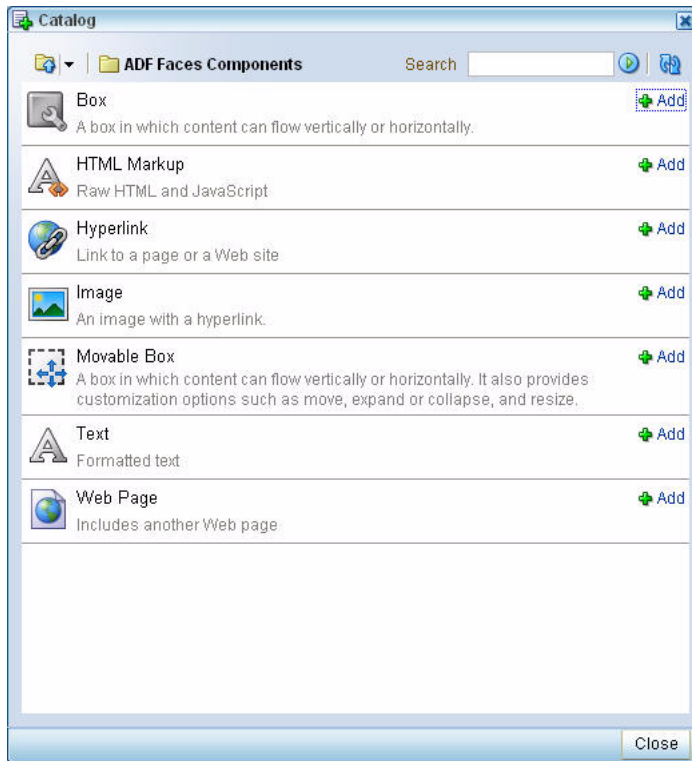 Catalog
ADF Faces Components Search
Box Add
A box in which content can flow vertically or horizontally.
HTML Markup Add
Raw HTML and JavaScript
Hyperlink Add
Link to a page or a Web site
Image Add
An image with a hyperlink.
Movable Box Add
A box in which content can flow vertically or horizontally. It also provides
customization options such as move, expand or collapse, and resize.
Text Add
Formatted text
Web Page Add
Includes another Web page
Close